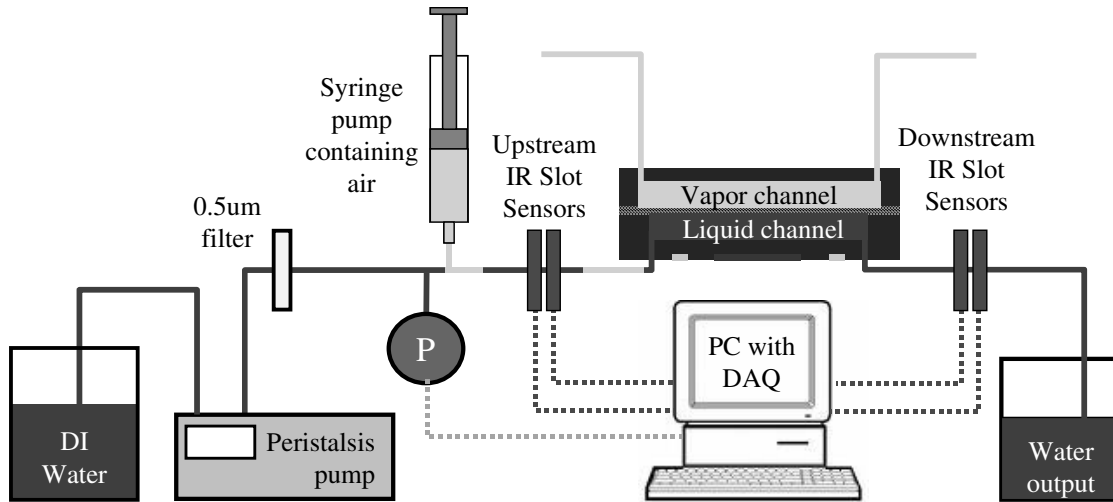 Syringe
pump
containing
air
Upstream
IR Slot
Sensors
Downstream
IR Slot
Sensors
Vapor channel
Liquid channel
0.5um
filter
P
PC with
DAQ
DI
Water
Peristalsis
pump
Water
output